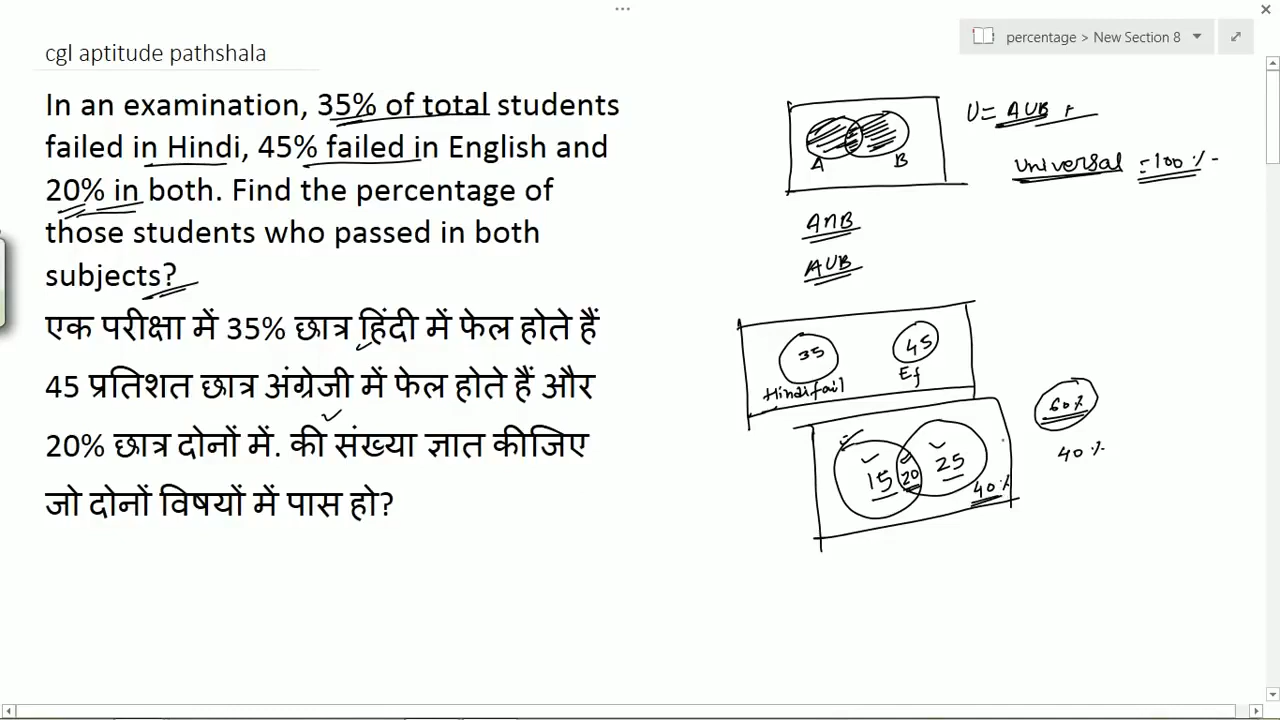 cgl aptitude pathshala
percentage > New Section 8
In an examination, 35% of total students
failed in Hindi, 45% failed in English and
20% in both. Find the percentage of
those students who passed in both
subjects?
एक परीक्षा में 35% छात्र हिंदी में फेल होते हैं
45 प्रतिशत छात्र अंग्रेजी में फेल होते हैं और
20% छात्र दोनों में. की संख्या ज्ञात कीजिए
जो दोनों विषयों में पास हो?
A B
U= AUB +
Universal =100 %
A∩B
AUB
35 45
Hindi fail Ef
15 20 25
40%
60%
40%